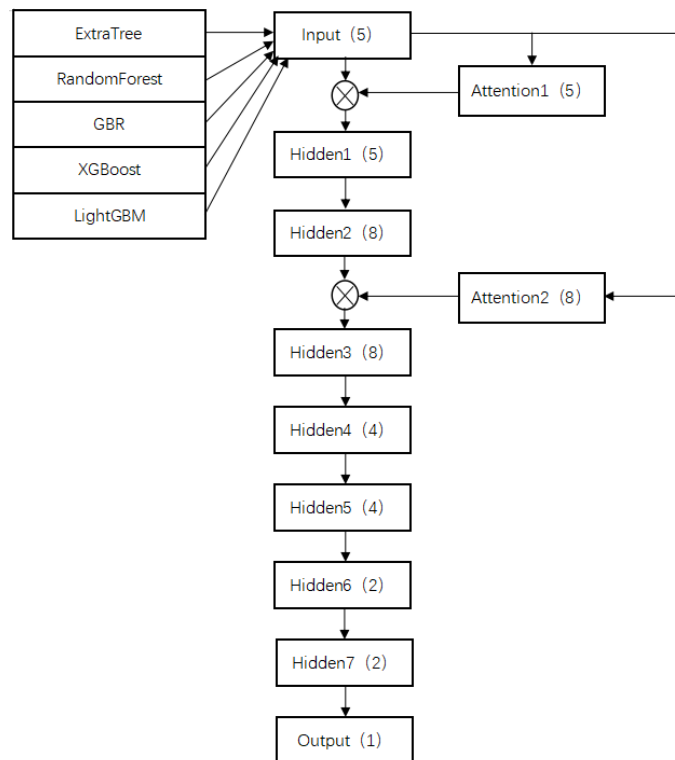 ExtraTree
RandomForest
GBR
XGBoost
LightGBM
Input（5）
Attention1（5）
Hidden1（5）
Hidden2（8）
Attention2（8）
Hidden3（8）
Hidden4（4）
Hidden5（4）
Hidden6（2）
Hidden7（2）
Output（1）